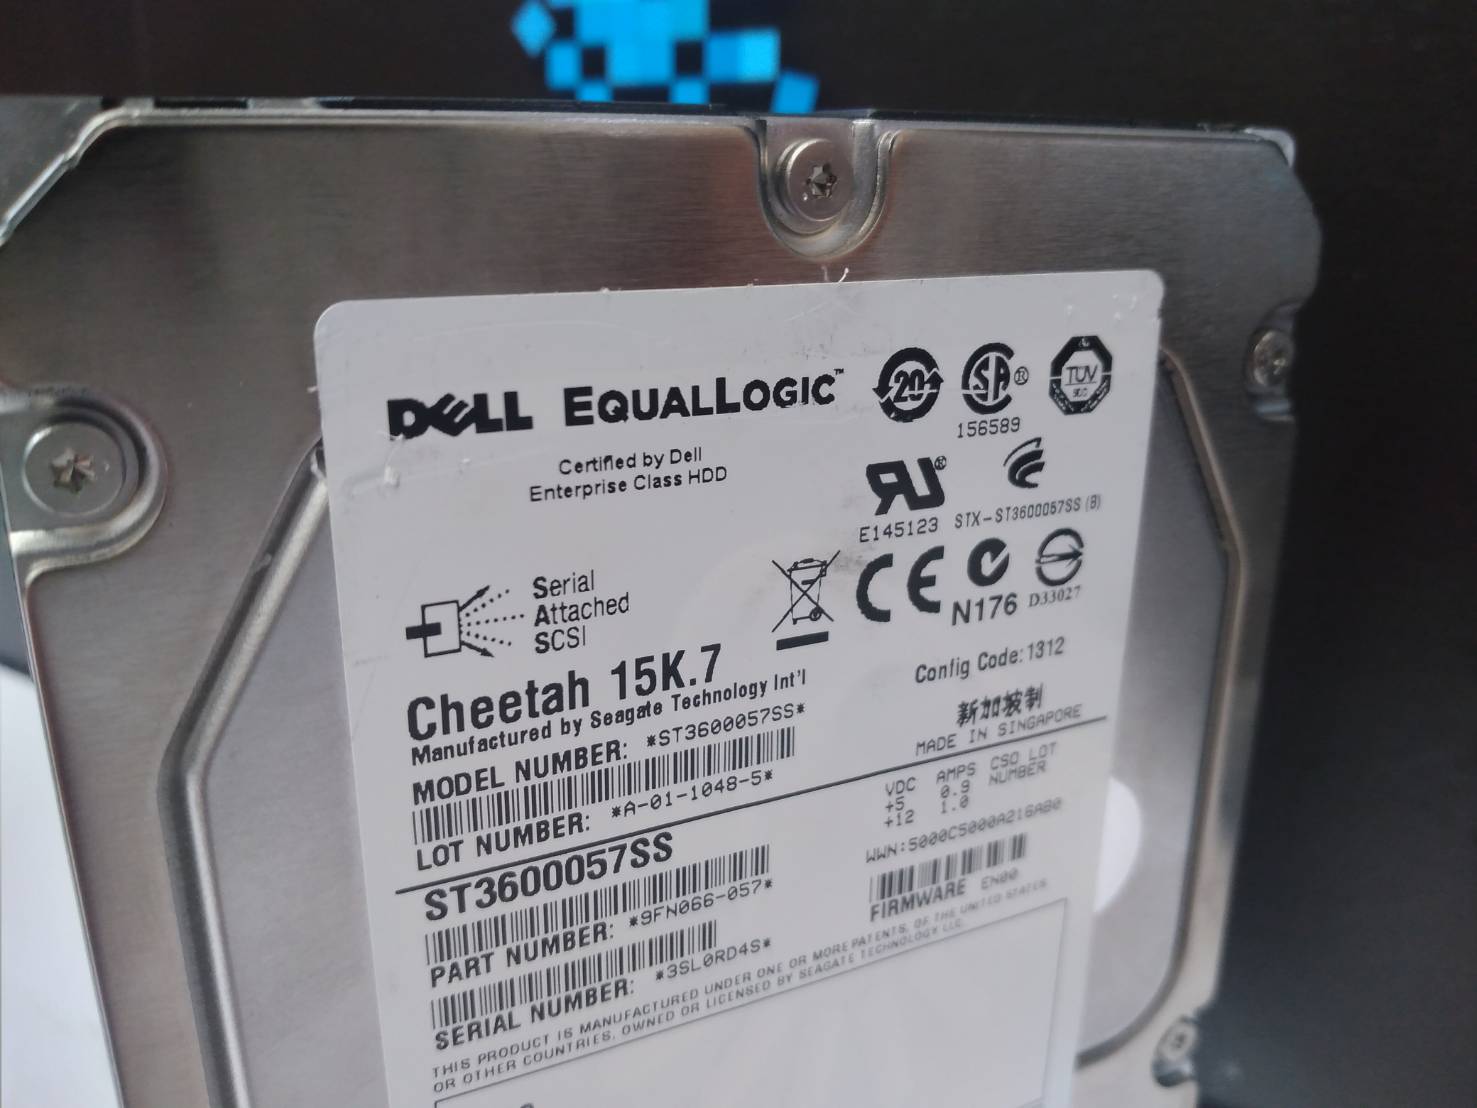 DELL EQUALLOGIC™
20
SA®
TUV
156589
Certified by Dell
Enterprise Class HDD
E145123
STX-ST3600057SS (B)
Serial
Attached
SCSI
CE
N176
D33027
Cheetah 15K.7
Manufactured by Seagate Technology Int'l
Config Code:1312
新加坡制
MADE IN SINGAPORE
MODEL NUMBER: *ST3600057SS*
LOT NUMBER: *A-01-1048-5*
VDC AMPS CSO LOT
+5 0.9 NUMBER
+12 1.0
ST3600057SS
WWN:5000C5000A216AB0
PART NUMBER: *9FN066-057*
FIRMWARE EN00
SERIAL NUMBER: *3SL0RD4S*
THIS PRODUCT IS MANUFACTURED UNDER ONE OR MORE PATENTS, OF THE UNITED STATES
OR OTHER COUNTRIES, OWNED OR LICENSED BY SEAGATE TECHNOLOGY LLC.